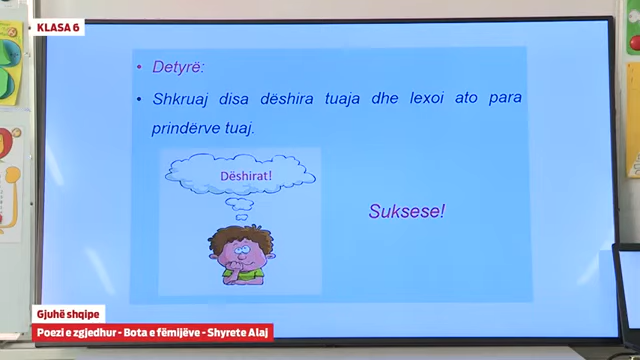 KLASA 6
• Detyrë:
• Shkruaj disa dëshira tuaja dhe lexoi ato para
prindërve tuaj.
Dëshirat!
Suksese!
Gjuhë shqipe
Poezi e zgjedhur - Bota e fëmijëve - Shyrete Alaj